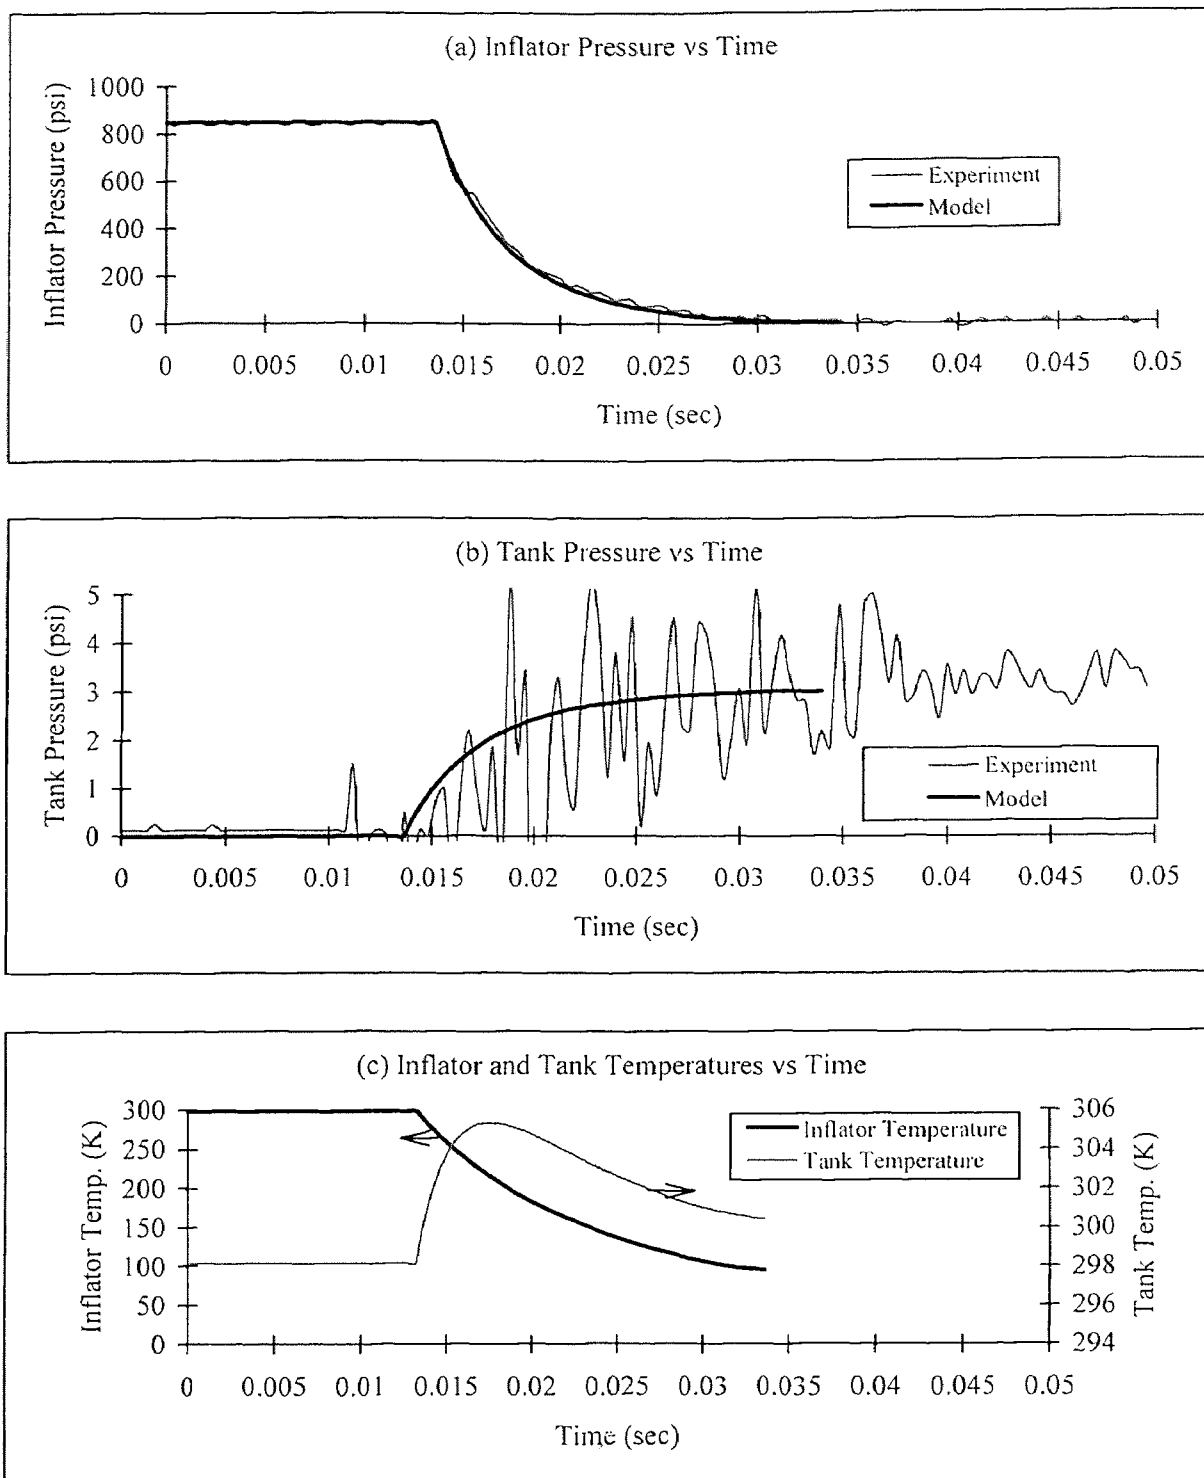 (a) Inflator Pressure vs Time
Inflator Pressure (psi)
1000
800
600
400
200
0
Experiment
Model
0 0.005 0.01 0.015 0.02 0.025 0.03 0.035 0.04 0.045 0.05
Time (sec)
(b) Tank Pressure vs Time
Tank Pressure (psi)
5
4
3
2
1
0
Experiment
Model
0 0.005 0.01 0.015 0.02 0.025 0.03 0.035 0.04 0.045 0.05
Time (sec)
(c) Inflator and Tank Temperatures vs Time
Inflator Temp. (K)
300
250
200
150
100
50
0
Inflator Temperature
Tank Temperature
306
304
302
300
298
296
294
Tank Temp. (K)
0 0.005 0.01 0.015 0.02 0.025 0.03 0.035 0.04 0.045 0.05
Time (sec)